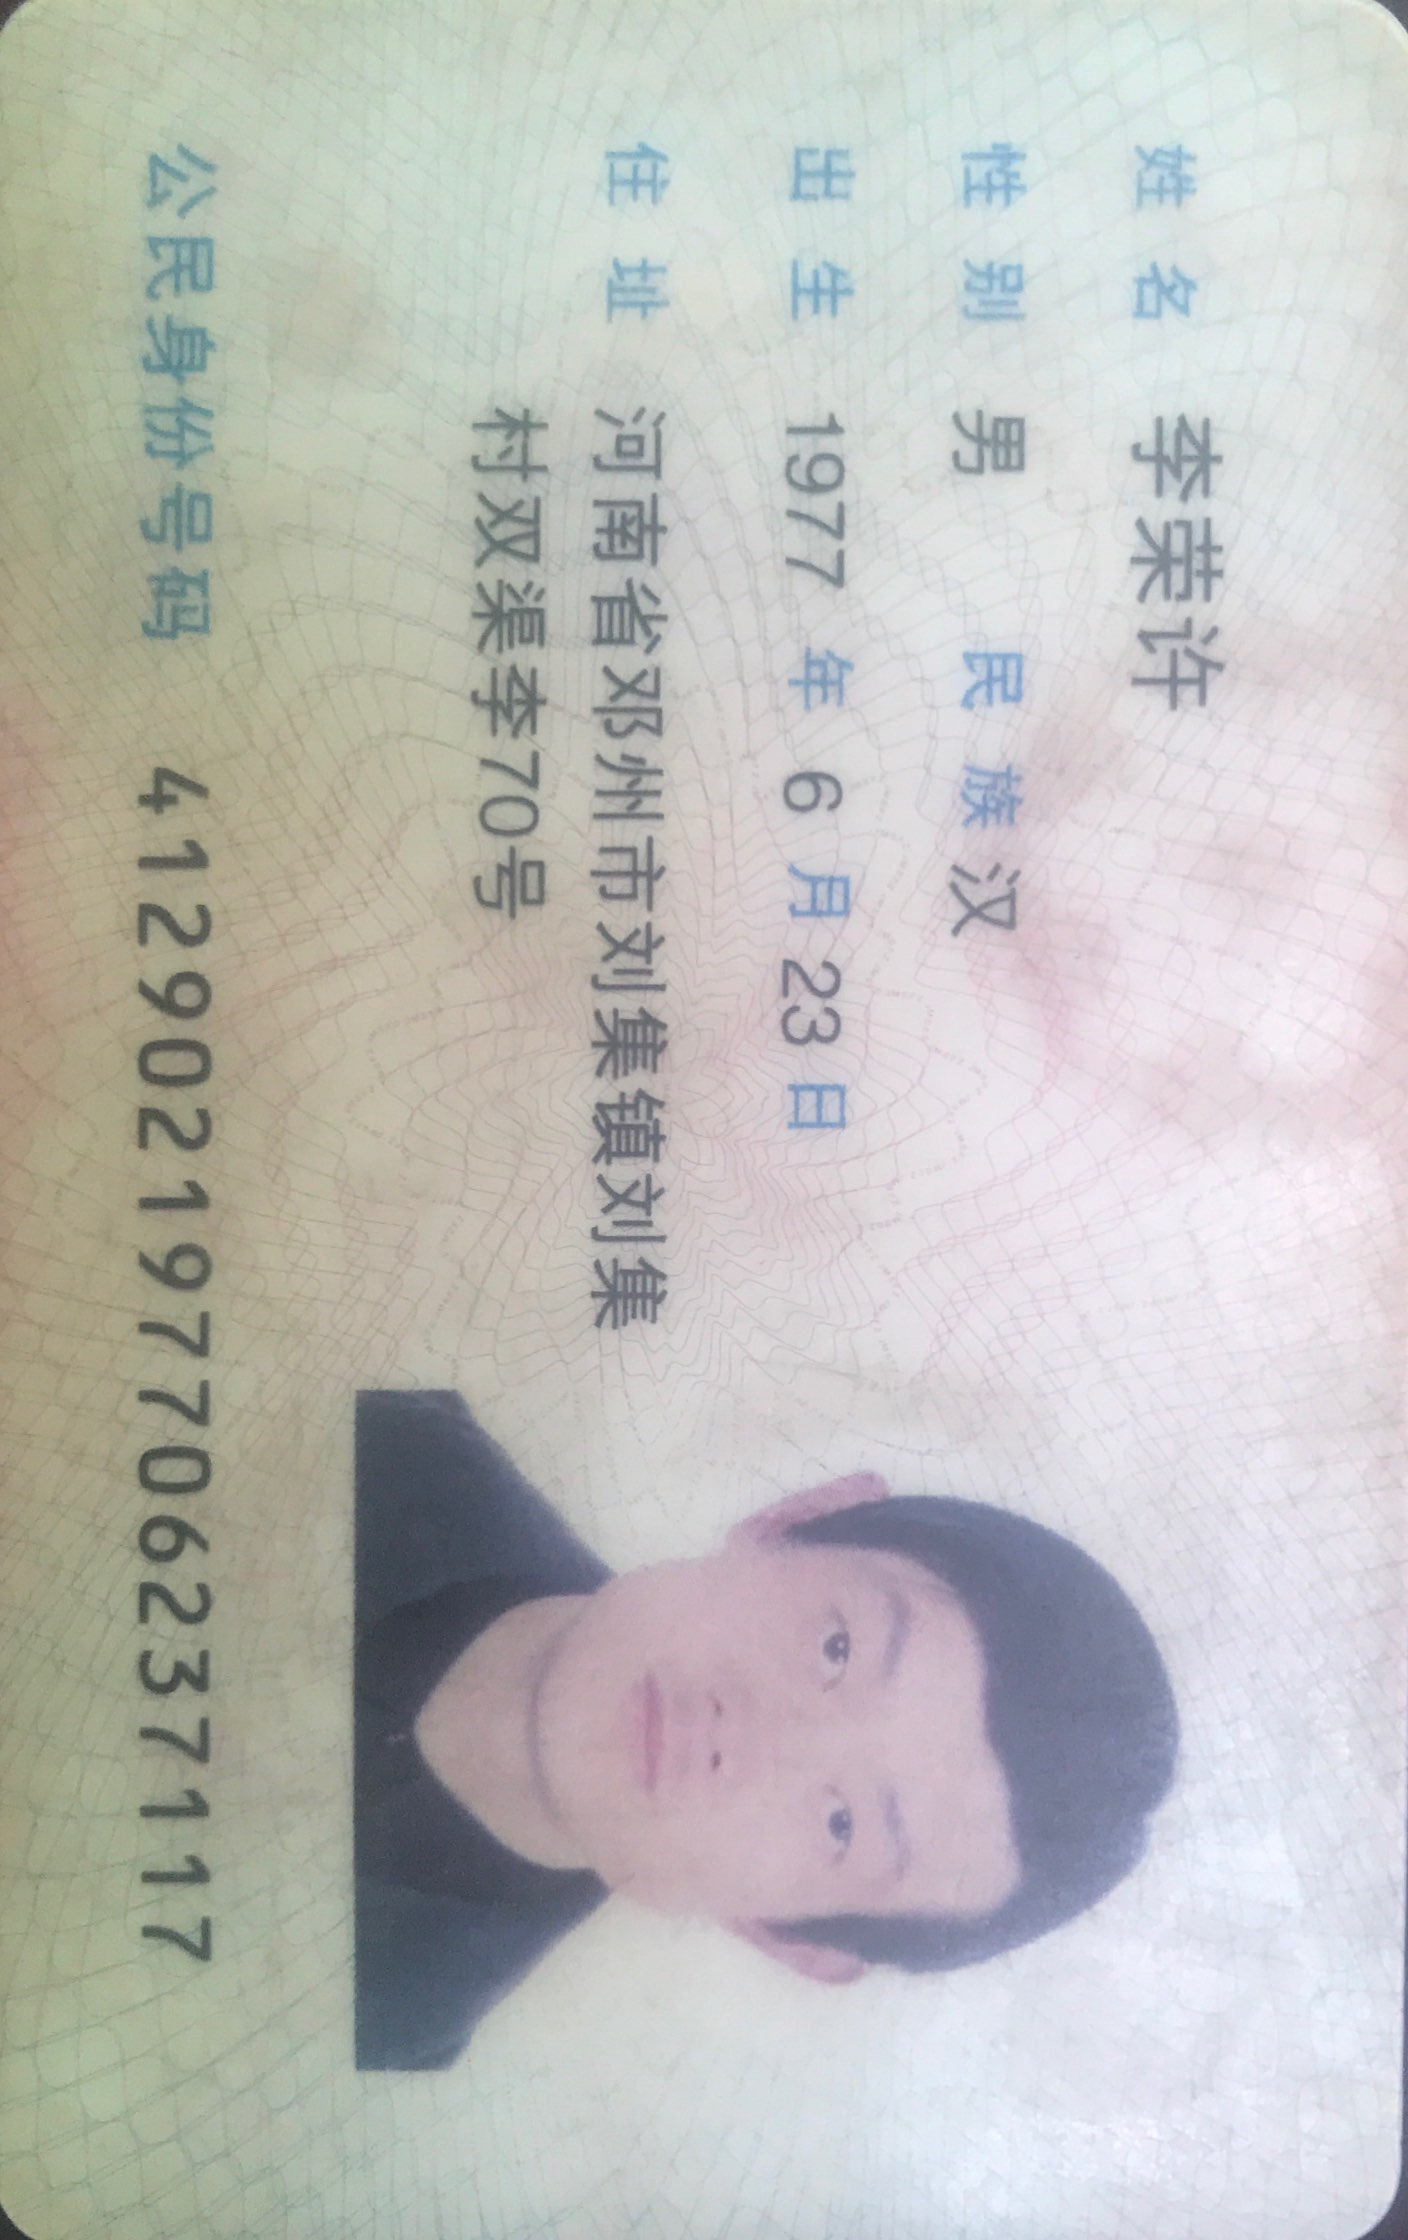 姓名 李荣许
性别 男 民族 汉
出生 1977 年 6 月 23 日
住址 河南省邓州市刘集镇刘集
村双渠李70号
公民身份号码 412902197706237117